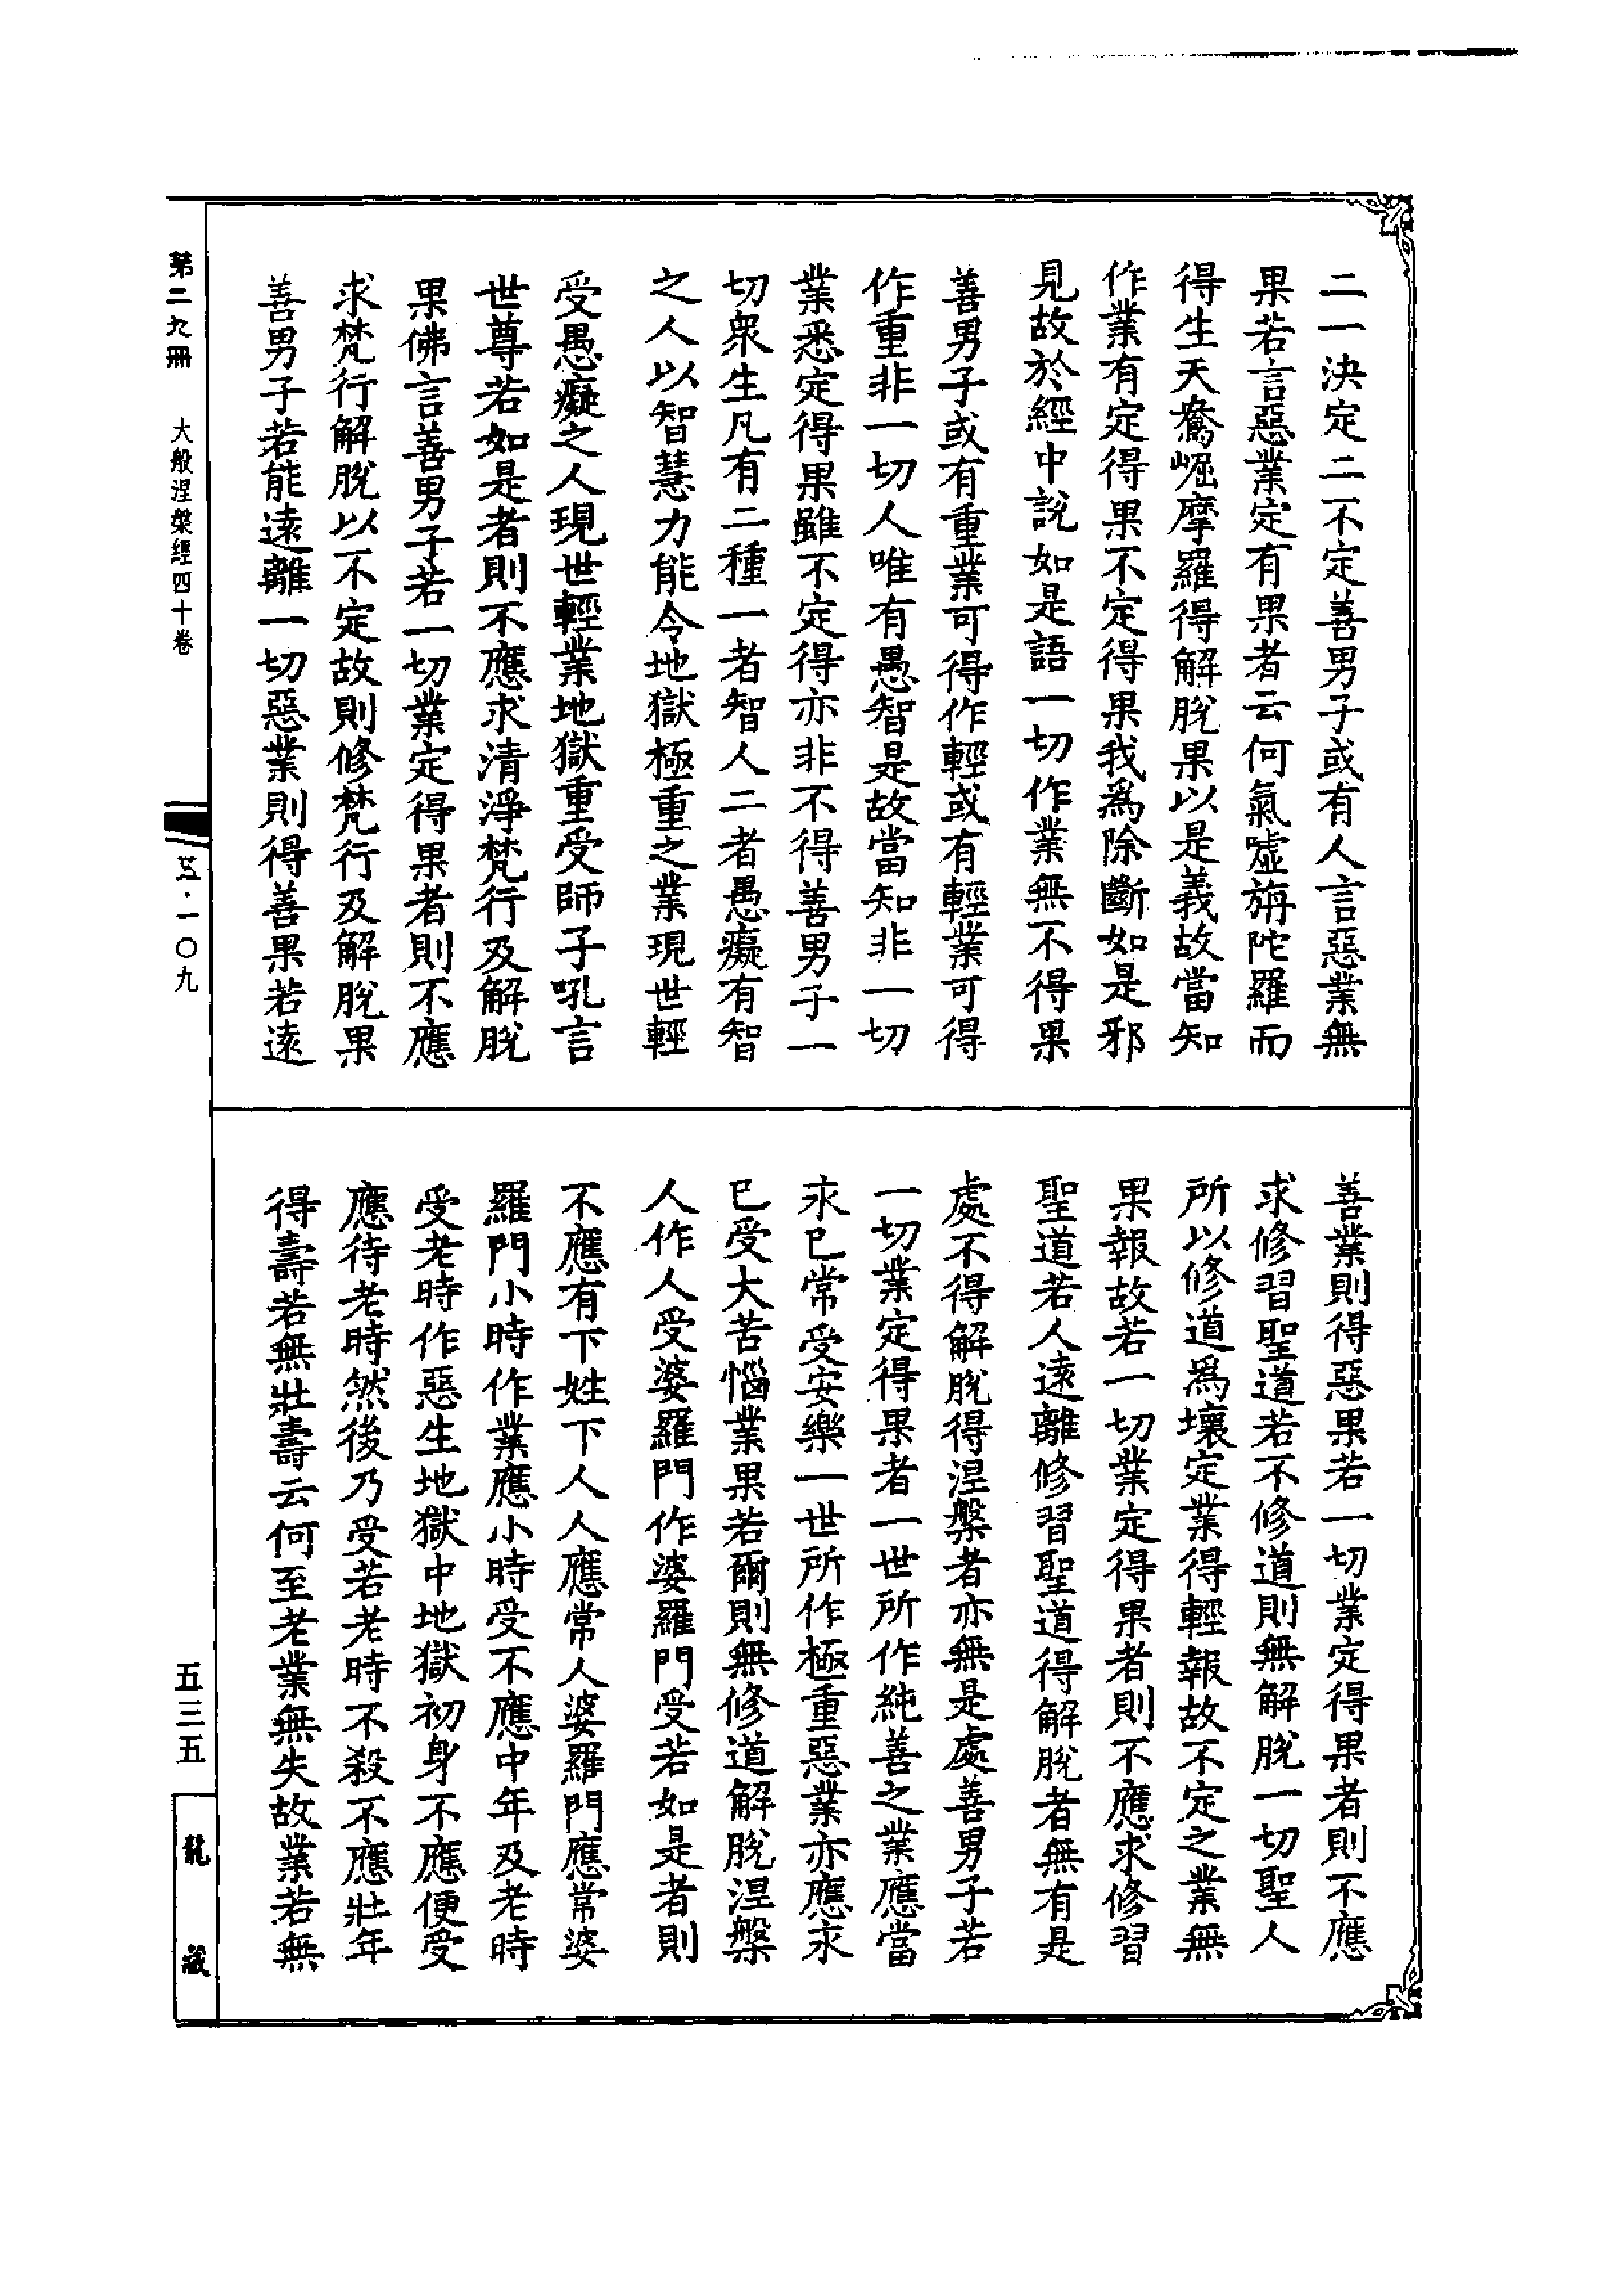 二一決定二不定善男子或有人言惡業無
果若言惡業定有果者云何氣噓旃陀羅而
得生天鴦崛摩羅得解脫果以是義故當知
作業有定得果不定得果我為除斷如是邪
見故於經中說如是語一切作業無不得果
善男子或有重業可得作輕或有輕業可得
作重非一切人唯有愚智是故當知非一切
業悉定得果雖不定得亦非不得善男子一
切眾生凡有二種一者智人二者愚癡有智
之人以智慧力能令地獄極重之業現世輕
受愚癡之人現世輕業地獄重受師子吼言
世尊若如是者則不應求清淨梵行及解脫
果佛言善男子若一切業定得果者則不應
求梵行解脫以不定故則修梵行及解脫果
善男子若能遠離一切惡業則得善果若遠
善業則得惡果若一切業定得果者則不應
求修習聖道若不修道則無解脫一切聖人
所以修道為壞定業得輕報故不定之業無
果報故若一切業定得果者則不應求修習
聖道若人遠離修習聖道得解脫者無有是
處不得解脫得涅槃者亦無是處善男子若
一切業定得果者一世所作純善之業應當
永已常受安樂一世所作極重惡業亦應永
已受大苦惱業果若爾則無修道解脫涅槃
人作人受婆羅門作婆羅門受若如是者則
不應有下姓下人人應常人婆羅門應常婆
羅門小時作業應小時受不應中年及老時
受老時作惡生地獄中地獄初身不應便受
應待老時然後乃受若老時不殺不應壯年
得壽若無壯壽云何至老業無失故業若無
第二九冊
大般涅槃經四十卷
一〇九
五三五
龍藏